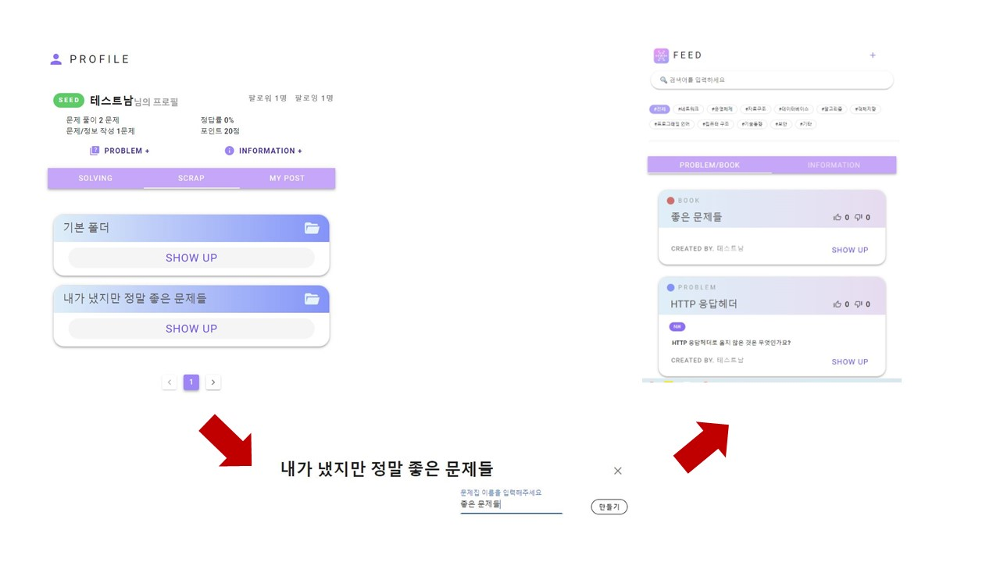 PROFILE
SEED 테스트남님의 프로필
팔로워 1명 팔로잉 1명
문제 풀이 2 문제
정답률 0%
문제/정보 작성 1문제
포인트 20점
PROBLEM +
INFORMATION +
SOLVING SCRAP MY POST
기본 폴더
SHOW UP
내가 냈지만 정말 좋은 문제들
SHOW UP
1
내가 냈지만 정말 좋은 문제들
문제집 이름을 입력해주세요
좋은 문제들
만들기
FEED
+
검색어를 입력하세요
#전체 #네트워크 #운영체제 #자료구조 #데이터베이스 #알고리즘 #객체지향
#프로그래밍 언어 #컴퓨터 구조 #기술동향 #보안 #기타
PROBLEM/BOOK INFORMATION
BOOK
좋은 문제들
0 0
CREATED BY. 테스트남
SHOW UP
PROBLEM
HTTP 응답헤더
0 0
NW
HTTP 응답헤더로 옳지 않은 것은 무엇인가요?
CREATED BY. 테스트남
SHOW UP